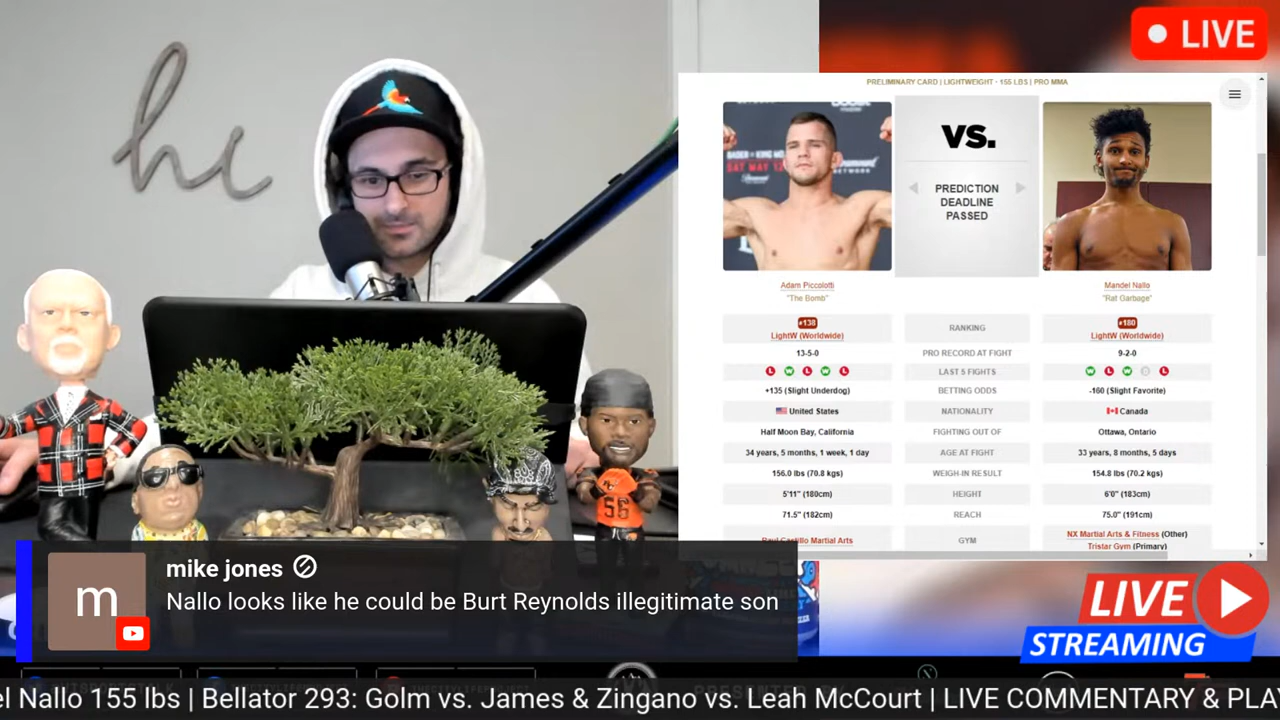 hi
LIVE
PRELIMINARY CARD | LIGHTWEIGHT · 155 LBS | PRO MMA
VS.
PREDICTION
DEADLINE
PASSED
Adam Piccolotti
Mandel Nallo
"The Bomb"
"Rat Garbage"
#138
LightW (Worldwide)
RANKING
#180
LightW (Worldwide)
13-5-0
PRO RECORD AT FIGHT
9-2-0
L W L W L
LAST 5 FIGHTS
W L W D L
+135 (Slight Underdog)
BETTING ODDS
-160 (Slight Favorite)
United States
NATIONALITY
Canada
Half Moon Bay, California
FIGHTING OUT OF
Ottawa, Ontario
34 years, 5 months, 1 week, 1 day
AGE AT FIGHT
33 years, 8 months, 5 days
156.0 lbs (70.8 kgs)
WEIGH-IN RESULT
154.8 lbs (70.2 kgs)
5'11" (180cm)
HEIGHT
6'0" (183cm)
71.5" (182cm)
REACH
75.0" (191cm)
Raul Castillo Martial Arts
GYM
NX Martial Arts & Fitness (Other)
Tristar Gym (Primary)
56
m
mike jones
Nallo looks like he could be Burt Reynolds illegitimate son
LIVE
STREAMING
el Nallo 155 lbs | Bellator 293: Golm vs. James & Zingano vs. Leah McCourt | LIVE COMMENTARY & PLA